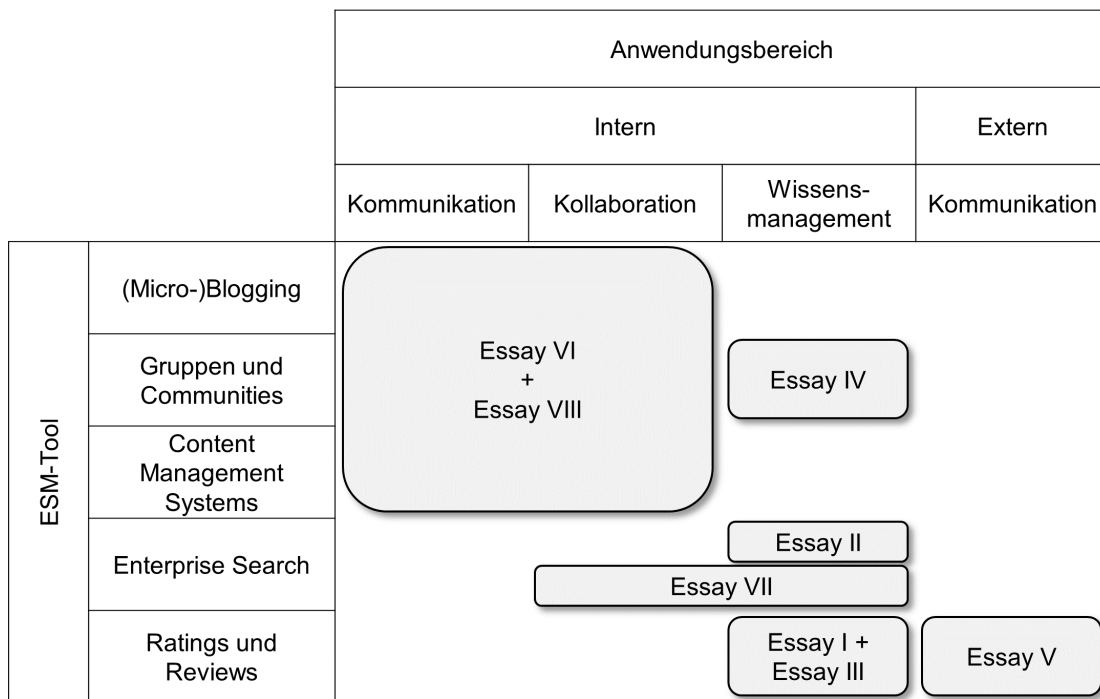 Anwendungsbereich
Intern
Extern
Kommunikation
Kollaboration
Wissens-
management
Kommunikation
ESM-Tool
(Micro-)Blogging
Gruppen und
Communities
Content
Management
Systems
Enterprise Search
Ratings und
Reviews
Essay VI
+
Essay VIII
Essay IV
Essay II
Essay VII
Essay I +
Essay III
Essay V